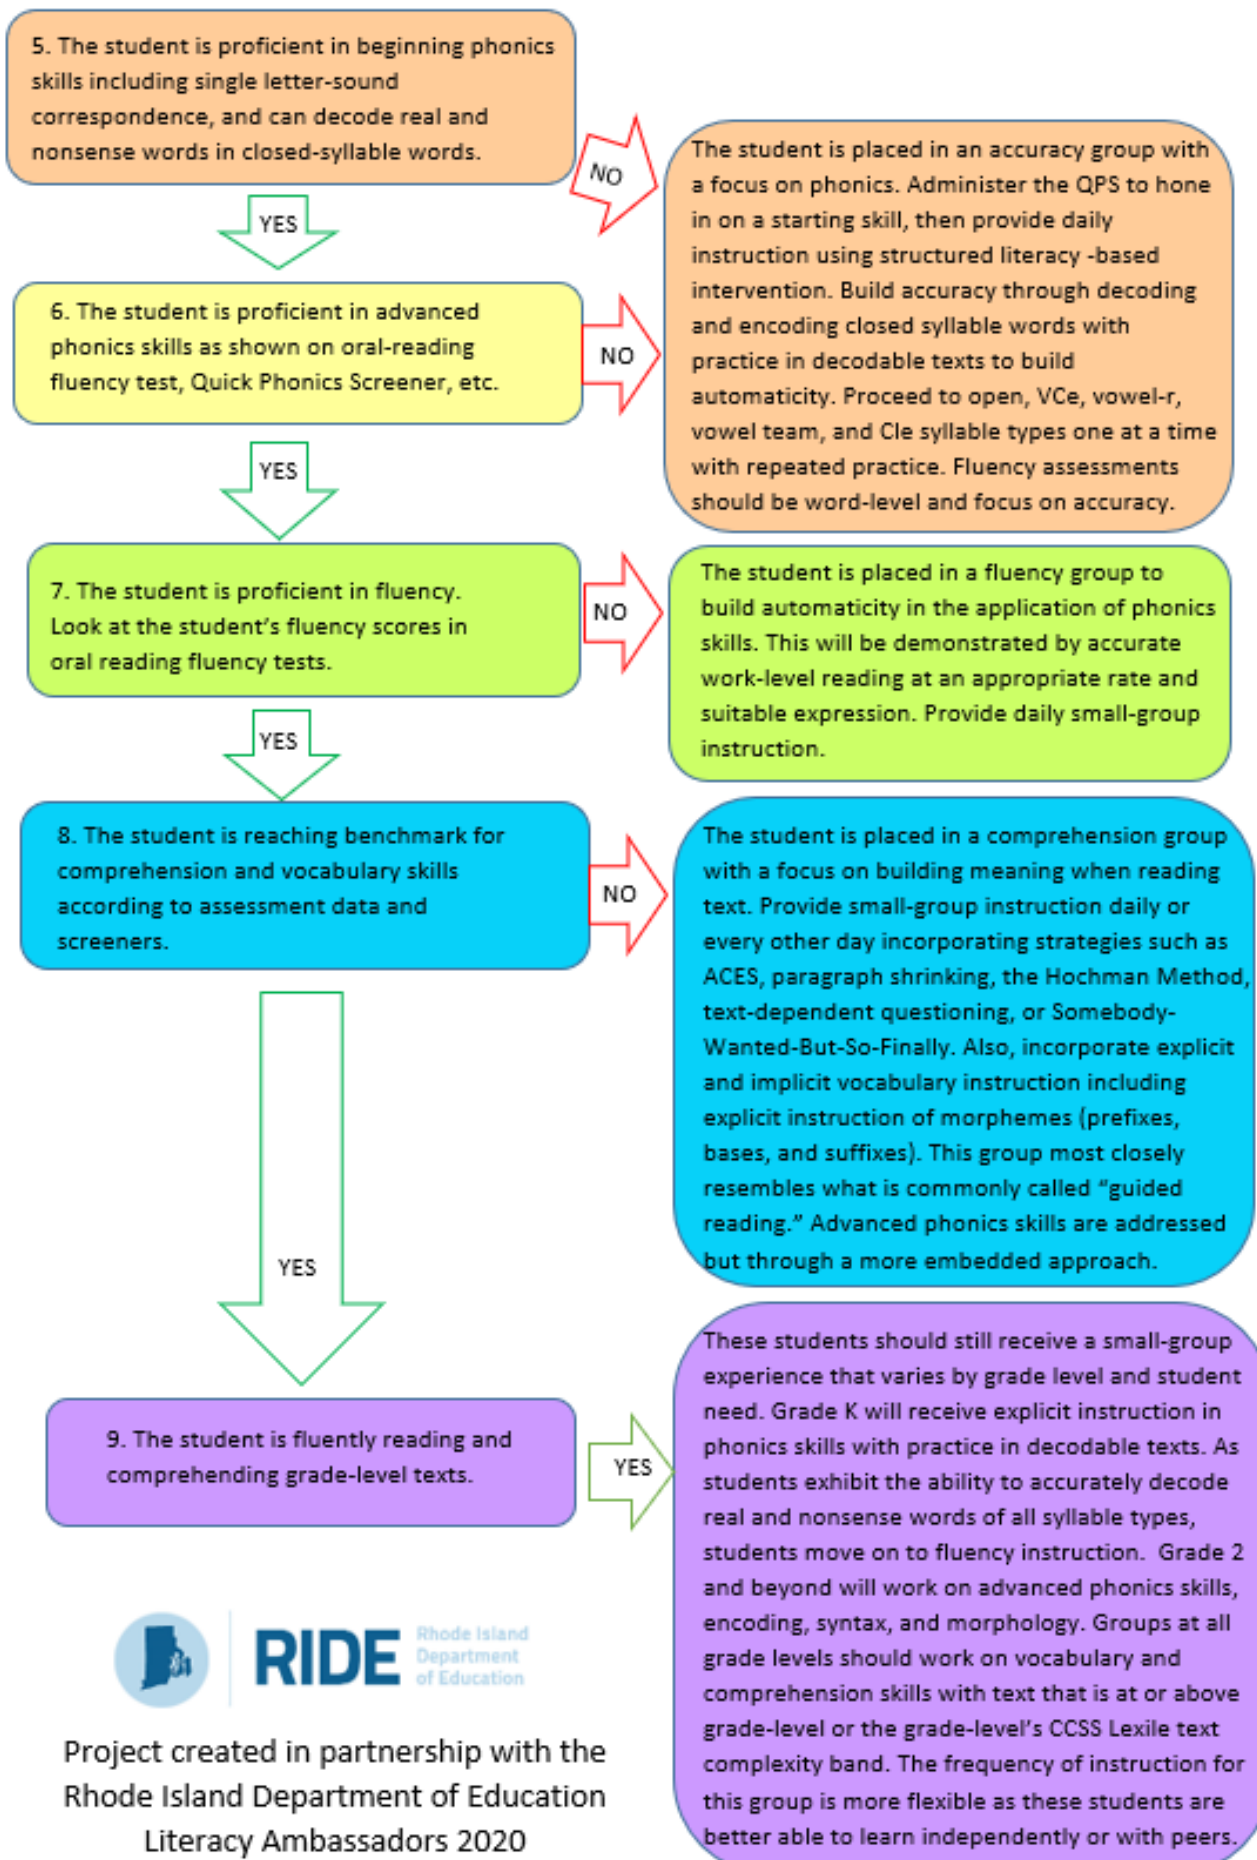 5. The student is proficient in beginning phonics
skills including single letter-sound
correspondence, and can decode real and
nonsense words in closed-syllable words.
NO
The student is placed in an accuracy group with
a focus on phonics. Administer the QPS to hone
in on a starting skill, then provide daily
instruction using structured literacy -based
intervention. Build accuracy through decoding
and encoding closed syllable words with
practice in decodable texts to build
automaticity. Proceed to open, VCe, vowel-r,
vowel team, and Cle syllable types one at a time
with repeated practice. Fluency assessments
should be word-level and focus on accuracy.
YES
6. The student is proficient in advanced
phonics skills as shown on oral-reading
fluency test, Quick Phonics Screener, etc.
NO
YES
7. The student is proficient in fluency.
Look at the student's fluency scores in
oral reading fluency tests.
NO
The student is placed in a fluency group to
build automaticity in the application of phonics
skills. This will be demonstrated by accurate
work-level reading at an appropriate rate and
suitable expression. Provide daily small-group
instruction.
YES
8. The student is reaching benchmark for
comprehension and vocabulary skills
according to assessment data and
screeners.
NO
The student is placed in a comprehension group
with a focus on building meaning when reading
text. Provide small-group instruction daily or
every other day incorporating strategies such as
ACES, paragraph shrinking, the Hochman Method,
text-dependent questioning, or Somebody-
Wanted-But-So-Finally. Also, incorporate explicit
and implicit vocabulary instruction including
explicit instruction of morphemes (prefixes,
bases, and suffixes). This group most closely
resembles what is commonly called "guided
reading." Advanced phonics skills are addressed
but through a more embedded approach.
YES
9. The student is fluently reading and
comprehending grade-level texts.
YES
These students should still receive a small-group
experience that varies by grade level and student
need. Grade K will receive explicit instruction in
phonics skills with practice in decodable texts. As
students exhibit the ability to accurately decode
real and nonsense words of all syllable types,
students move on to fluency instruction. Grade 2
and beyond will work on advanced phonics skills,
encoding, syntax, and morphology. Groups at all
grade levels should work on vocabulary and
comprehension skills with text that is at or above
grade-level or the grade-level's CCSS Lexile text
complexity band. The frequency of instruction for
this group is more flexible as these students are
better able to learn independently or with peers.
RIDE
Rhode Island
Department
of Education
Project created in partnership with the
Rhode Island Department of Education
Literacy Ambassadors 2020